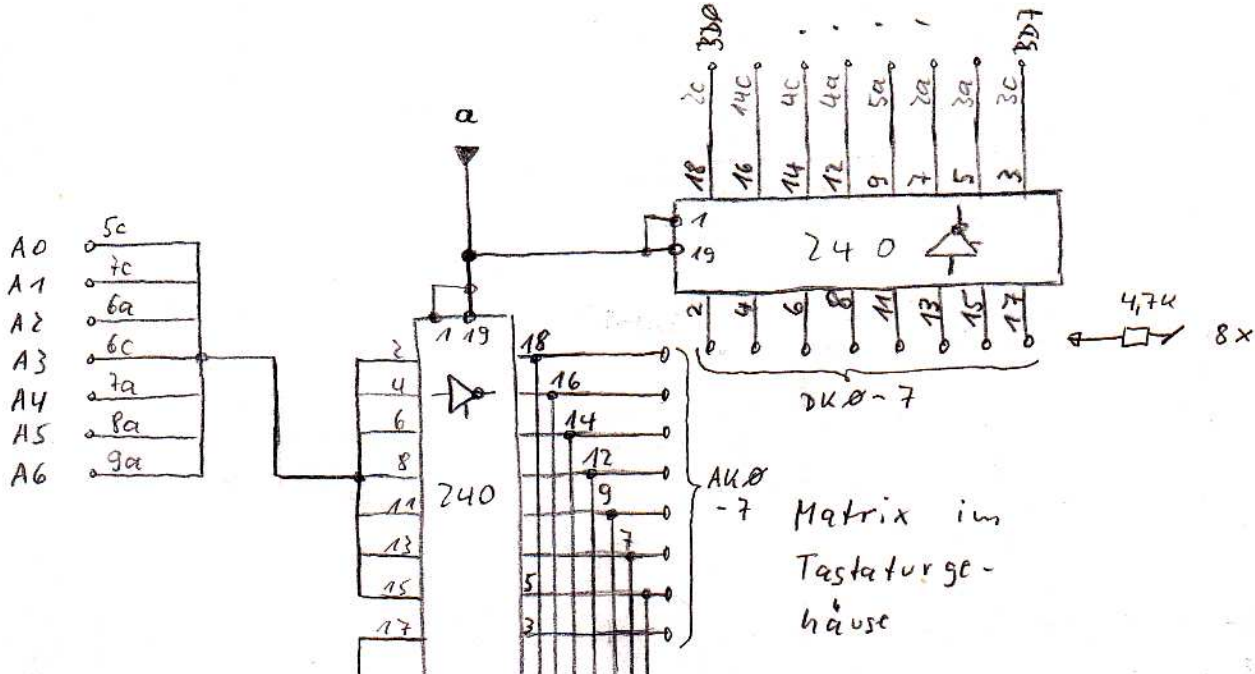 BDØ . . . . BD7
2c 14c 4c 4a 5a 2a 3a 3c
a
18 16 14 12 9 7 5 3
1
19
240
A0 5c
A1 7c
A2 6a
A3 6c
A4 7a
A5 8a
A6 9a
2 4 6 8 11 13 15 17
4,7k
8x
DKØ-7
1 19
2 18
4 16
6 14
8 12
11 9
13 7
15 5
17 3
240
AKØ
-7
Matrix im
Tastaturge-
häuse